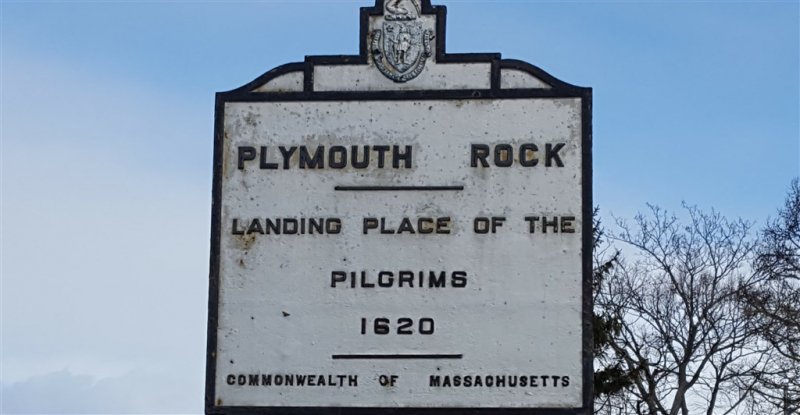 PLYMOUTH ROCK
LANDING PLACE OF THE
PILGRIMS
1620
COMMONWEALTH OF MASSACHUSETTS